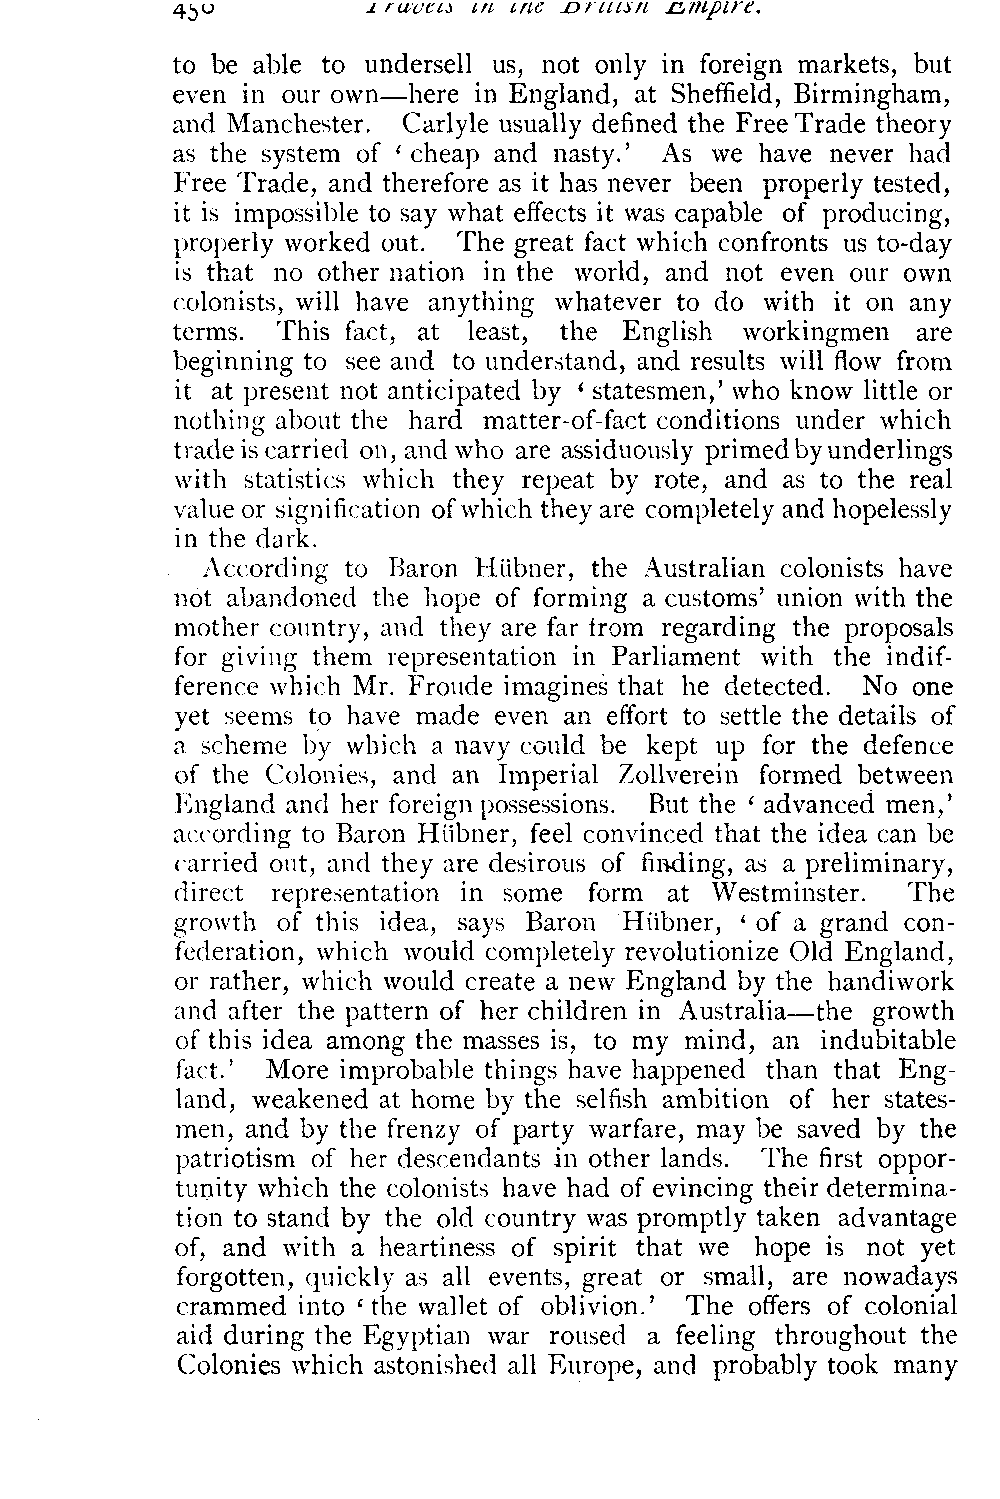 450 Travels in the British Empire.
to be able to undersell us, not only in foreign markets, but
even in our own—here in England, at Sheffield, Birmingham,
and Manchester. Carlyle usually defined the Free Trade theory
as the system of ‘ cheap and nasty.’ As we have never had
Free Trade, and therefore as it has never been properly tested,
it is impossible to say what effects it was capable of producing,
properly worked out. The great fact which confronts us to-day
is that no other nation in the world, and not even our own
colonists, will have anything whatever to do with it on any
terms. This fact, at least, the English workingmen are
beginning to see and to understand, and results will flow from
it at present not anticipated by ‘ statesmen,’ who know little or
nothing about the hard matter-of-fact conditions under which
trade is carried on, and who are assiduously primed by underlings
with statistics which they repeat by rote, and as to the real
value or signification of which they are completely and hopelessly
in the dark.
According to Baron Hübner, the Australian colonists have
not abandoned the hope of forming a customs’ union with the
mother country, and they are far from regarding the proposals
for giving them representation in Parliament with the indif-
ference which Mr. Froude imagines that he detected. No one
yet seems to have made even an effort to settle the details of
a scheme by which a navy could be kept up for the defence
of the Colonies, and an Imperial Zollverein formed between
England and her foreign possessions. But the ‘ advanced men,’
according to Baron Hübner, feel convinced that the idea can be
carried out, and they are desirous of finding, as a preliminary,
direct representation in some form at Westminster. The
growth of this idea, says Baron Hübner, ‘ of a grand con-
federation, which would completely revolutionize Old England,
or rather, which would create a new England by the handiwork
and after the pattern of her children in Australia—the growth
of this idea among the masses is, to my mind, an indubitable
fact.’ More improbable things have happened than that Eng-
land, weakened at home by the selfish ambition of her states-
men, and by the frenzy of party warfare, may be saved by the
patriotism of her descendants in other lands. The first oppor-
tunity which the colonists have had of evincing their determina-
tion to stand by the old country was promptly taken advantage
of, and with a heartiness of spirit that we hope is not yet
forgotten, quickly as all events, great or small, are nowadays
crammed into ‘ the wallet of oblivion.’ The offers of colonial
aid during the Egyptian war roused a feeling throughout the
Colonies which astonished all Europe, and probably took many